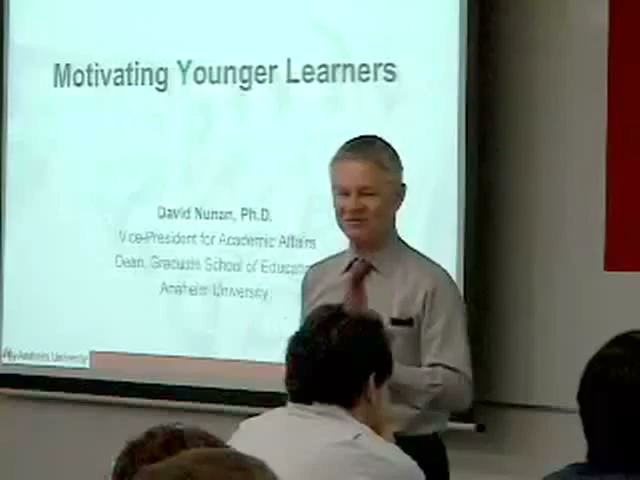 Motivating Younger Learners
David Nunan, Ph.D.
Vice-President for Academic Affairs
Dean, Graduate School of Educat
Anaheim University
Anaheim University